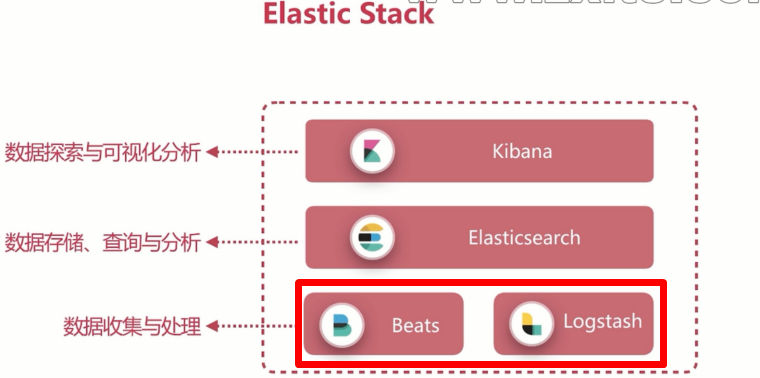 Elastic Stack
数据探索与可视化分析
Kibana
数据存储、查询与分析
Elasticsearch
数据收集与处理
Beats
Logstash